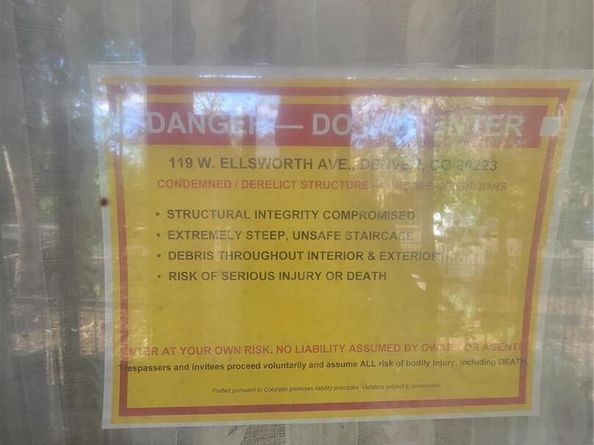 DANGER — DO NOT ENTER
119 W. ELLSWORTH AVE., DENVER, CO 80223
CONDEMNED / DERELICT STRUCTURE — UNSAFE CONDITIONS
• STRUCTURAL INTEGRITY COMPROMISED
• EXTREMELY STEEP, UNSAFE STAIRCASE
• DEBRIS THROUGHOUT INTERIOR & EXTERIOR
• RISK OF SERIOUS INJURY OR DEATH
ENTER AT YOUR OWN RISK. NO LIABILITY ASSUMED BY OWNER OR AGENTS
Trespassers and invitees proceed voluntarily and assume ALL risk of bodily injury, including DEATH.
Posted pursuant to Colorado premises liability principles. Violators subject to prosecution.